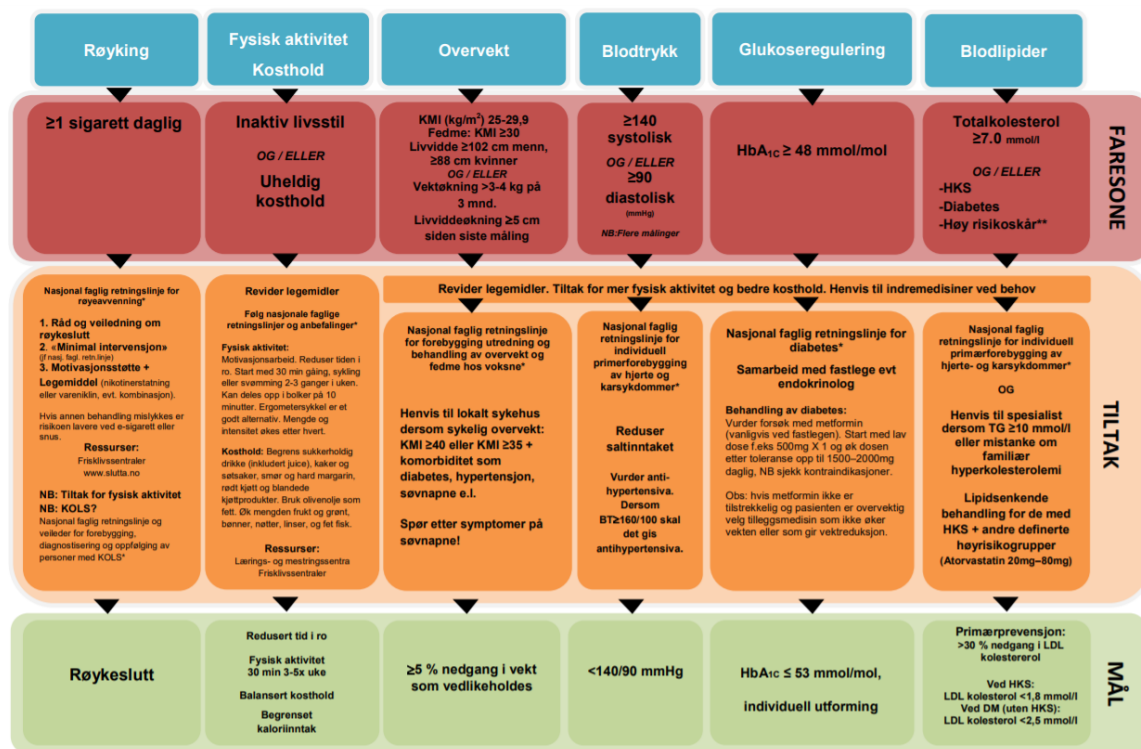 Røyking
Fysisk aktivitet
Kosthold
Overvekt
Blodtrykk
Glukoseregulering
Blodlipider
FARESONE
≥1 sigarett daglig
Inaktiv livsstil
OG / ELLER
Uheldig
kosthold
KMI (kg/m²) 25-29,9
Fedme: KMI ≥30
Livvidde ≥102 cm menn,
≥88 cm kvinner
OG / ELLER
Vektøkning >3-4 kg på
3 mnd.
Livviddeøkning ≥5 cm
siden siste måling
≥140
systolisk
OG / ELLER
≥90
diastolisk
(mmHg)
NB:Flere målinger
HbA1C ≥ 48 mmol/mol
Totalkolesterol
≥7.0 mmol/l
OG / ELLER
-HKS
-Diabetes
-Høy risikoskår**
TILTAK
Nasjonal faglig retningslinje for
røyeavvenning*
1. Råd og veiledning om
røykeslutt
2. «Minimal intervensjon»
(jf nasj. fagl. retn.linje)
3. Motivasjonsstøtte +
Legemiddel (nikotinerstatning
eller vareniklin, evt. kombinasjon).
Hvis annen behandling mislykkes er
risikoen lavere ved e-sigarett eller
snus.
Ressurser:
Frisklivssentraler
www.slutta.no
NB: Tiltak for fysisk aktivitet
NB: KOLS?
Nasjonal faglig retningslinje og
veileder for forebygging,
diagnostisering og oppfølging av
personer med KOLS*
Revider legemidler
Følg nasjonale faglige
retningslinjer og anbefalinger*
Fysisk aktivitet:
Motivasjonsarbeid. Reduser tiden i
ro. Start med 30 min gåing, sykling
eller svømming 2-3 ganger i uken.
Kan deles opp i bolker på 10
minutter. Ergometersykkel er et
godt alternativ. Mengde og
intensitet økes etter hvert.
Kosthold: Begrens sukkerholdig
drikke (inkludert juice), kaker og
søtsaker, smør og hard margarin,
rødt kjøtt og blandede
kjøttprodukter. Bruk olivenolje som
fett. Øk mengden frukt og grønt,
bønner, nøtter, linser, og fet fisk.
Ressurser:
Lærings- og mestringssentra
Frisklivssentraler
Revider legemidler. Tiltak for mer fysisk aktivitet og bedre kosthold. Henvis til indremedisiner ved behov
Nasjonal faglig retningslinje
for forebygging utredning og
behandling av overvekt og
fedme hos voksne*
Henvis til lokalt sykehus
dersom sykelig overvekt:
KMI ≥40 eller KMI ≥35 +
komorbiditet som
diabetes, hypertensjon,
søvnapne e.l.
Spør etter symptomer på
søvnapne!
Nasjonal faglig
retningslinje for
individuell
primerforebygging
av hjerte og
karsykdommer*
Reduser
saltinntaket
Vurder anti-
hypertensiva.
Dersom
BT≥160/100 skal
det gis
antihypertensiva.
Nasjonal faglig retningslinje for
diabetes*
Samarbeid med fastlege evt
endokrinolog
Behandling av diabetes:
Vurder forsøk med metformin
(vanligvis ved fastlegen). Start med lav
dose f.eks 500mg X 1 og øk dosen
etter toleranse opp til 1500–2000mg
daglig, NB sjekk kontraindikasjoner.
Obs: hvis metformin ikke er
tilstrekkelig og pasienten er overvektig
velg tilleggsmedisin som ikke øker
vekten eller som gir vektreduksjon.
Nasjonal faglig
retningslinje for individuell
primærforebygging av
hjerte- og karsykdommer*
OG
Henvis til spesialist
dersom TG ≥10 mmol/l
eller mistanke om
familiær
hyperkolesterolemi
Lipidsenkende
behandling for de med
HKS + andre definerte
høyrisikogrupper
(Atorvastatin 20mg–80mg)
MÅL
Røykeslutt
Redusert tid i ro
Fysisk aktivitet
30 min 3-5x uke
Balansert kosthold
Begrenset
kaloriinntak
≥5 % nedgang i vekt
som vedlikeholdes
<140/90 mmHg
HbA1C ≤ 53 mmol/mol,
individuell utforming
Primærprevensjon:
>30 % nedgang i LDL
kolestererol
Ved HKS:
LDL kolesterol <1,8 mmol/l
Ved DM (uten HKS):
LDL kolesterol <2,5 mmol/l